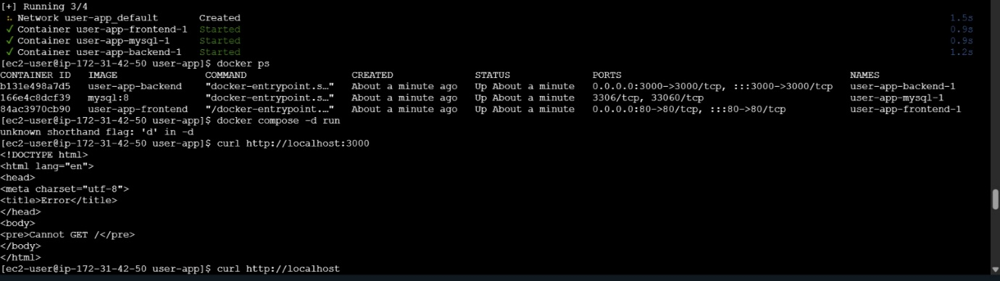 [+] Running 3/4
⠦ Network user-app_default Created 1.5s
✓ Container user-app-frontend-1 Started 0.9s
✓ Container user-app-mysql-1 Started 0.9s
✓ Container user-app-backend-1 Started 1.2s
[ec2-user@ip-172-31-42-50 user-app]$ docker ps
CONTAINER ID IMAGE COMMAND CREATED STATUS PORTS NAMES
b131e498a7d5 user-app-backend "docker-entrypoint.s…" About a minute ago Up About a minute 0.0.0.0:3000->3000/tcp, :::3000->3000/tcp user-app-backend-1
166e4c8dcf39 mysql:8 "docker-entrypoint.s…" About a minute ago Up About a minute 3306/tcp, 33060/tcp user-app-mysql-1
84ac3970cb90 user-app-frontend "/docker-entrypoint.…" About a minute ago Up About a minute 0.0.0.0:80->80/tcp, :::80->80/tcp user-app-frontend-1
[ec2-user@ip-172-31-42-50 user-app]$ docker compose -d run
unknown shorthand flag: 'd' in -d
[ec2-user@ip-172-31-42-50 user-app]$ curl http://localhost:3000
<!DOCTYPE html>
<html lang="en">
<head>
<meta charset="utf-8">
<title>Error</title>
</head>
<body>
<pre>Cannot GET /</pre>
</body>
</html>
[ec2-user@ip-172-31-42-50 user-app]$ curl http://localhost